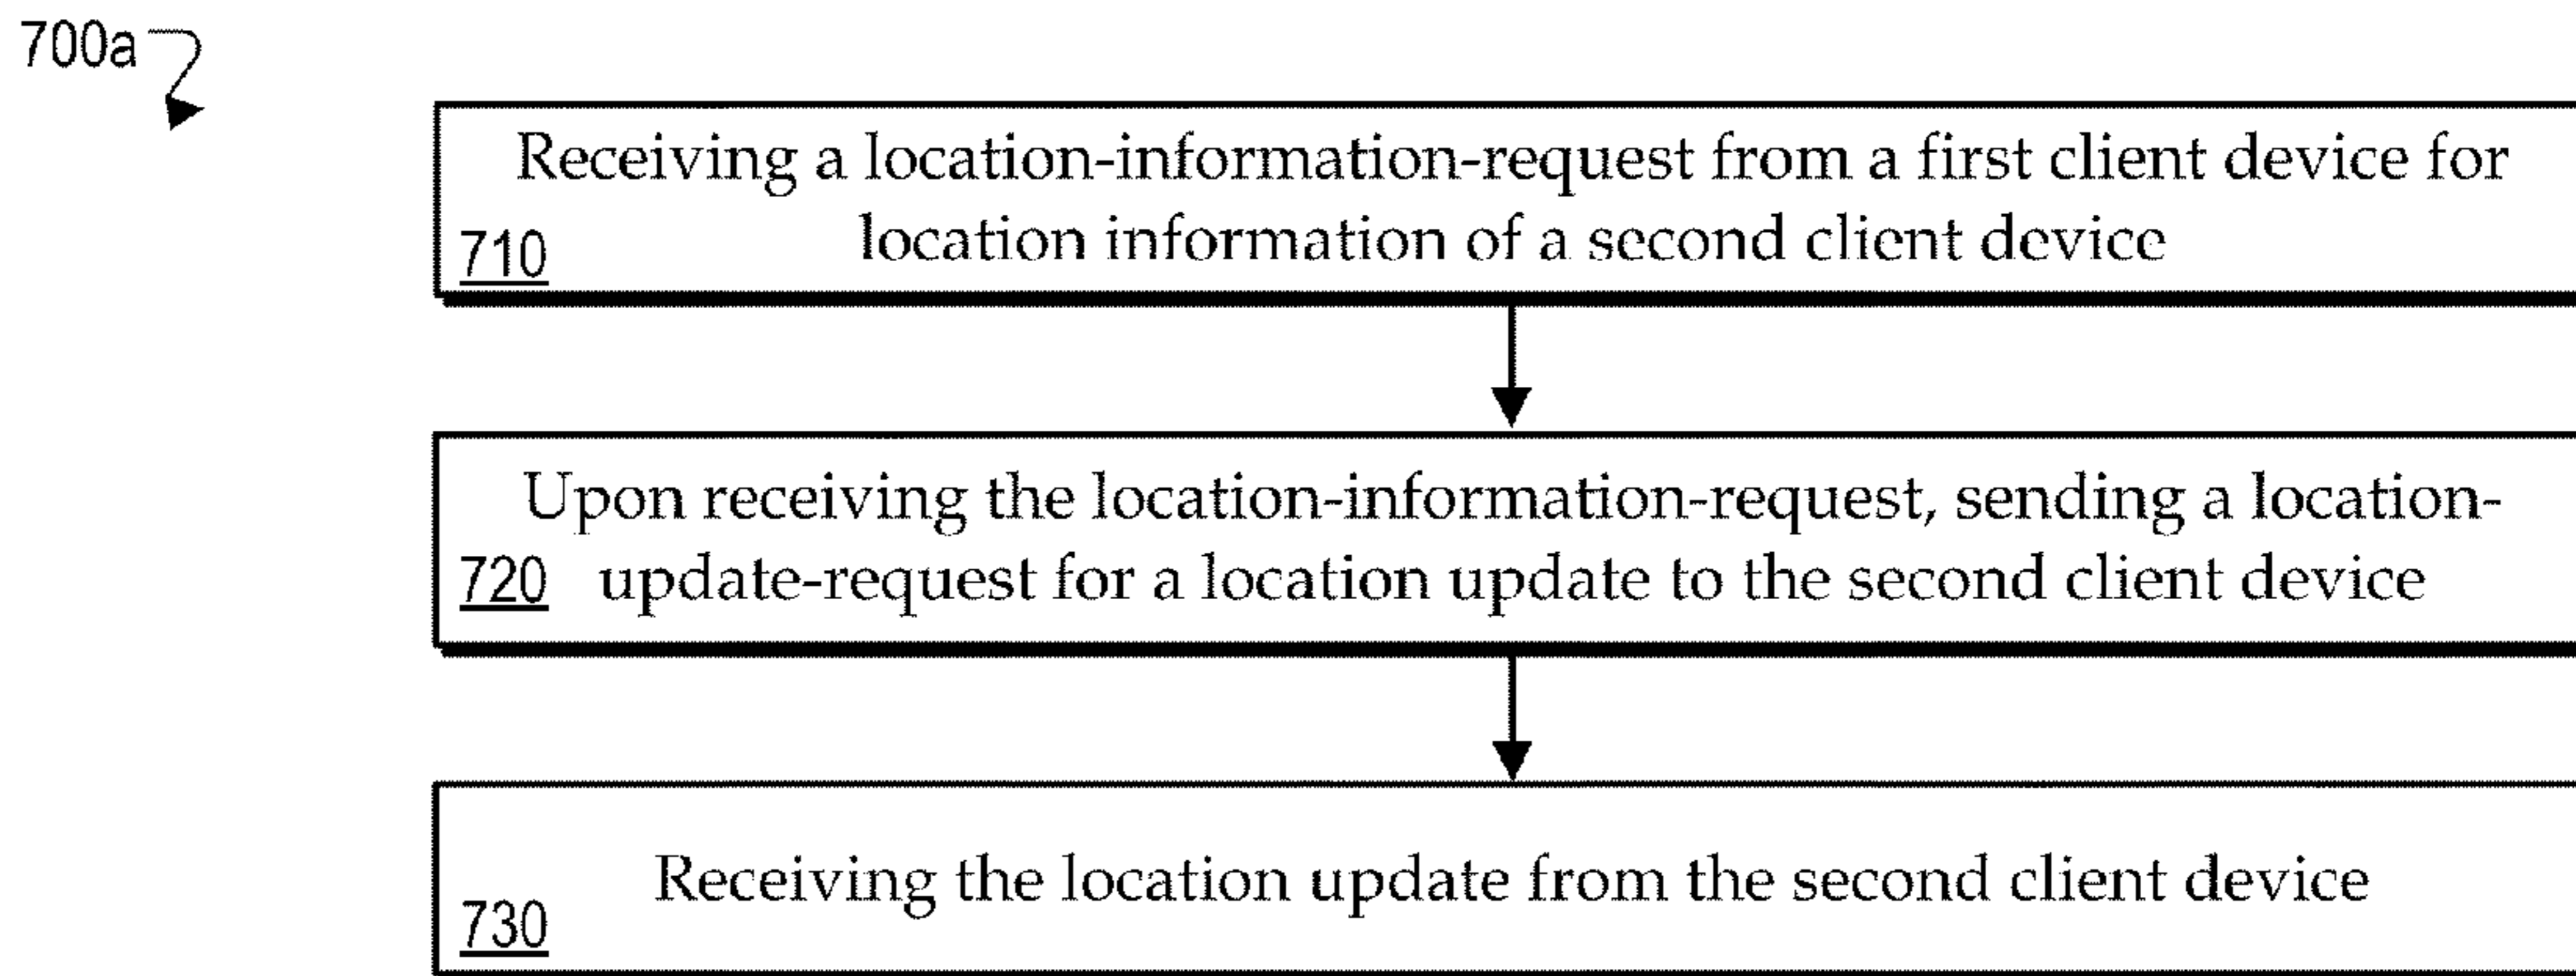 700a
Receiving a location-information-request from a first client device for
location information of a second client device
710
Upon receiving the location-information-request, sending a location-
update-request for a location update to the second client device
720
Receiving the location update from the second client device
730